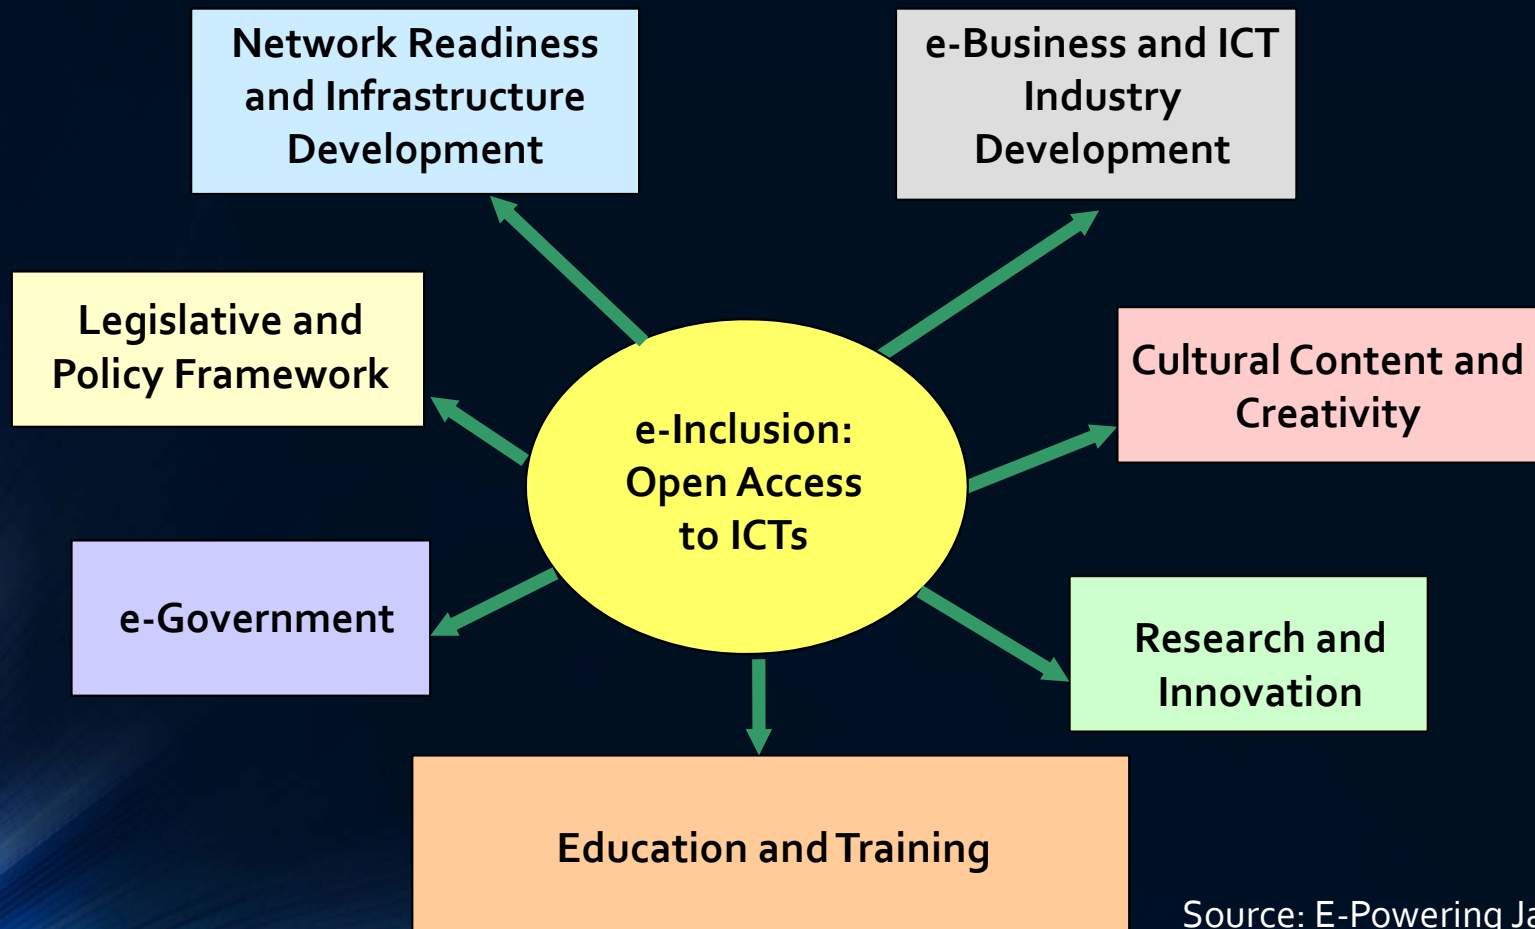 Network Readiness
and Infrastructure
Development
e-Business and ICT
Industry
Development
Legislative and
Policy Framework
Cultural Content and
Creativity
e-Inclusion:
Open Access
to ICTs
e-Government
Research and
Innovation
Education and Training
Source: E-Powering